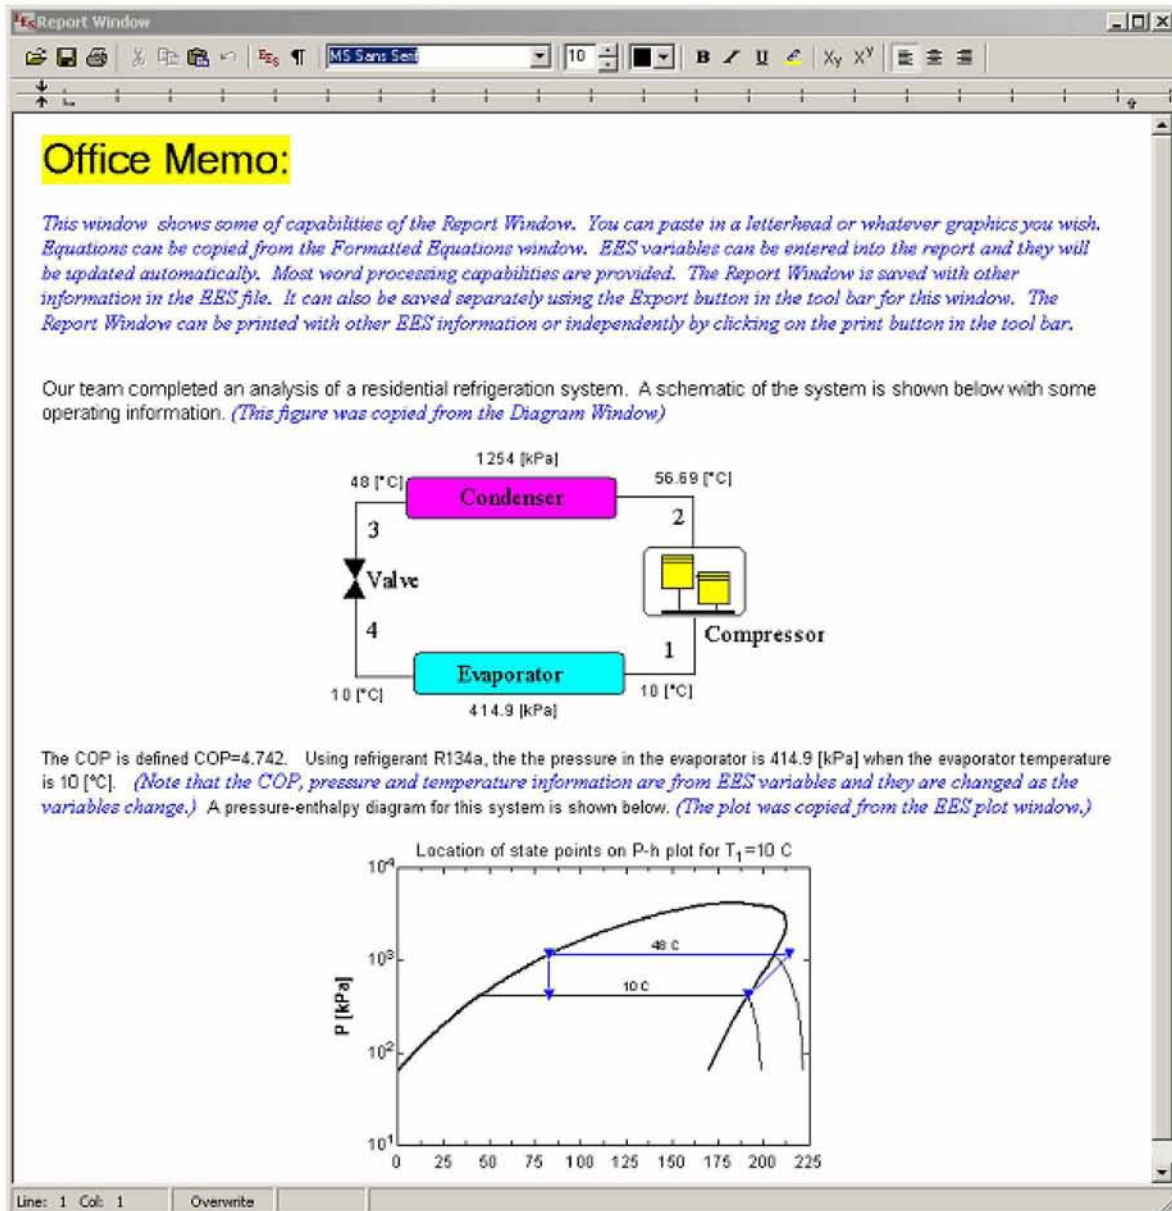 EES Report Window
MS Sans Serif 10 B I U Xy X^y
Office Memo:
This window shows some of capabilities of the Report Window. You can paste in a letterhead or whatever graphics you wish.
Equations can be copied from the Formatted Equations window. EES variables can be entered into the report and they will
be updated automatically. Most word processing capabilities are provided. The Report Window is saved with other
information in the EES file. It can also be saved separately using the Export button in the tool bar for this window. The
Report Window can be printed with other EES information or independently by clicking on the print button in the tool bar.
Our team completed an analysis of a residential refrigeration system. A schematic of the system is shown below with some
operating information. (This figure was copied from the Diagram Window)
1254 [kPa]
48 [°C] 56.69 [°C]
Condenser
3 2
Valve
4
Compressor
1
Evaporator
10 [°C] 10 [°C]
414.9 [kPa]
The COP is defined COP=4.742. Using refrigerant R134a, the the pressure in the evaporator is 414.9 [kPa] when the evaporator temperature
is 10 [°C]. (Note that the COP, pressure and temperature information are from EES variables and they are changed as the
variables change.) A pressure-enthalpy diagram for this system is shown below. (The plot was copied from the EES plot window.)
Location of state points on P-h plot for T1=10 C
10^4
48 C
10^3
10 C
P [kPa]
10^2
10^1
0 25 50 75 100 125 150 175 200 225
Line: 1 Col: 1 Overwrite